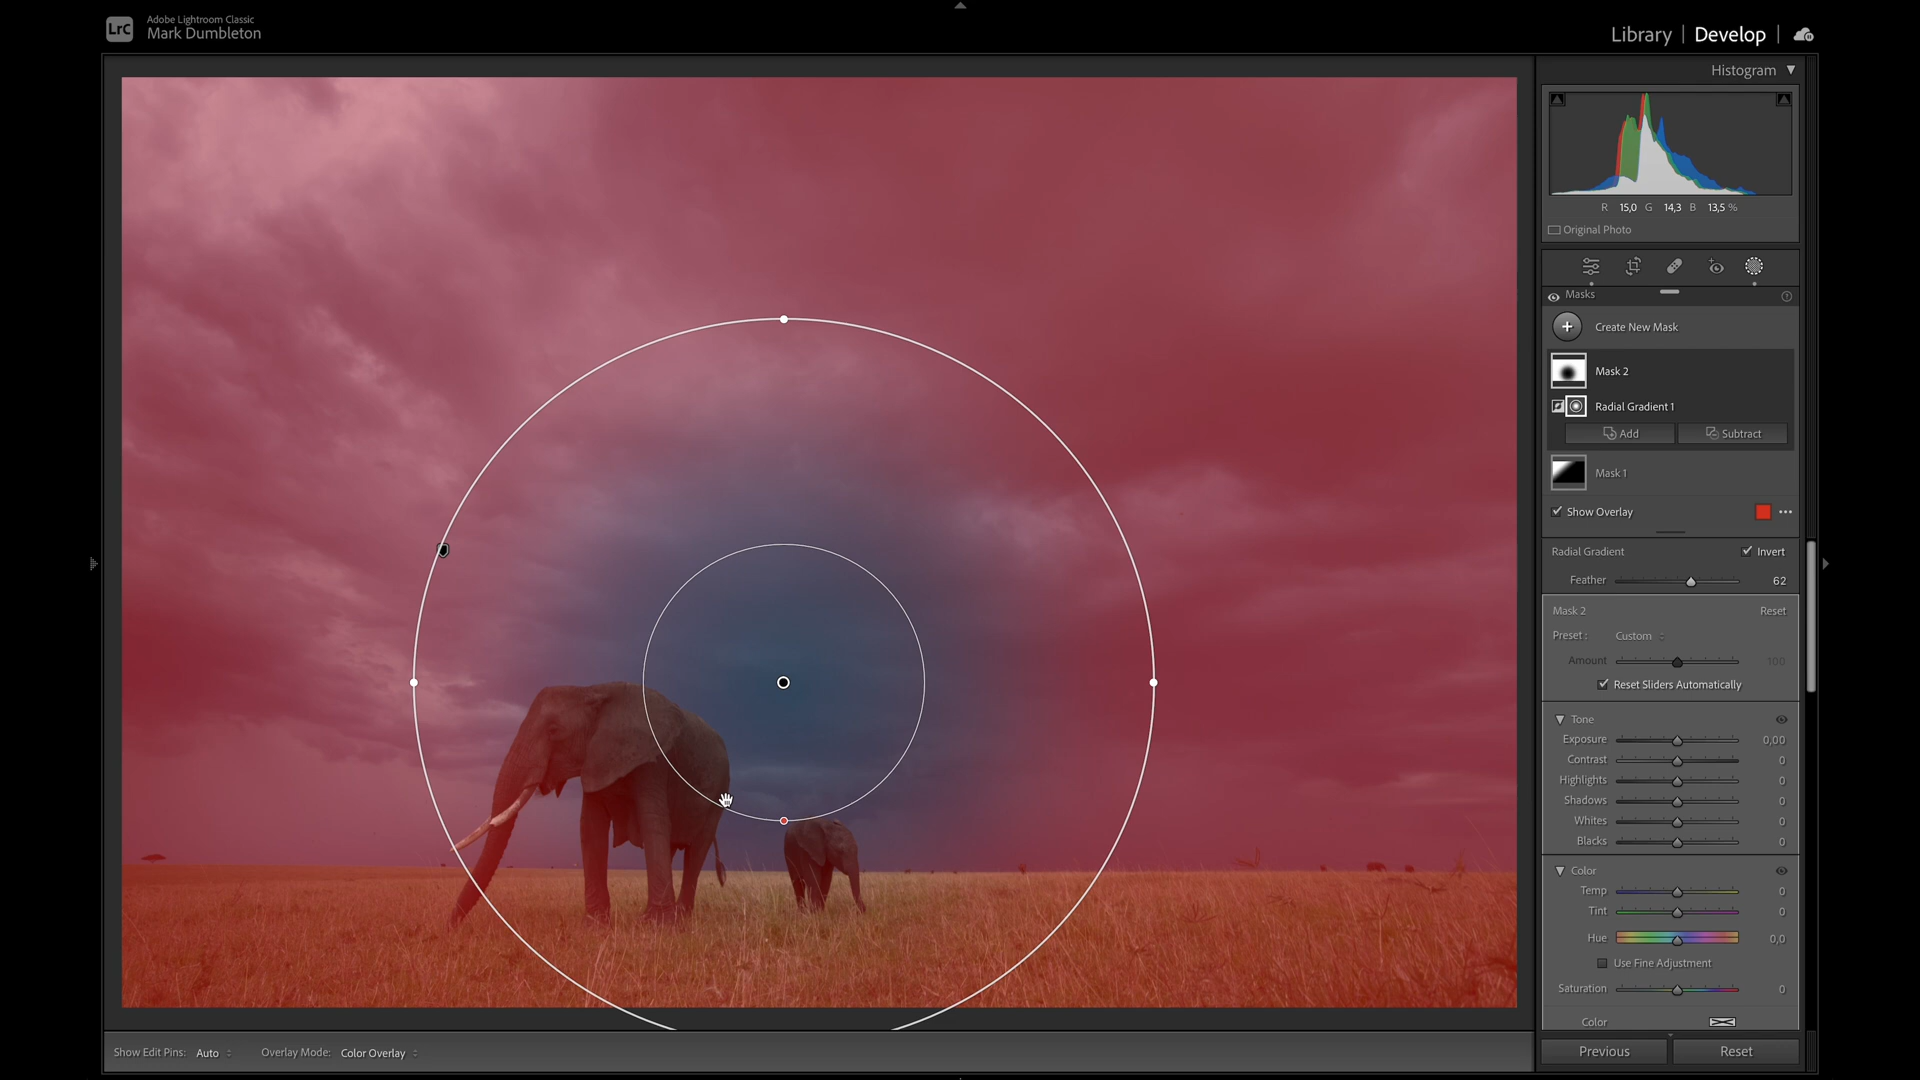 LrC
Adobe Lightroom Classic
Mark Dumbleton
Library | Develop |
Histogram
R 15,0 G 14,3 B 13,5 %
Original Photo
Masks
Create New Mask
Mask 2
Radial Gradient 1
Add Subtract
Mask 1
Show Overlay
Radial Gradient Invert
Feather 62
Mask 2 Reset
Preset : Custom
Amount 100
Reset Sliders Automatically
Tone
Exposure 0,00
Contrast 0
Highlights 0
Shadows 0
Whites 0
Blacks 0
Color
Temp 0
Tint 0
Hue 0,0
Use Fine Adjustment
Saturation 0
Color
Show Edit Pins: Auto Overlay Mode: Color Overlay
Previous Reset